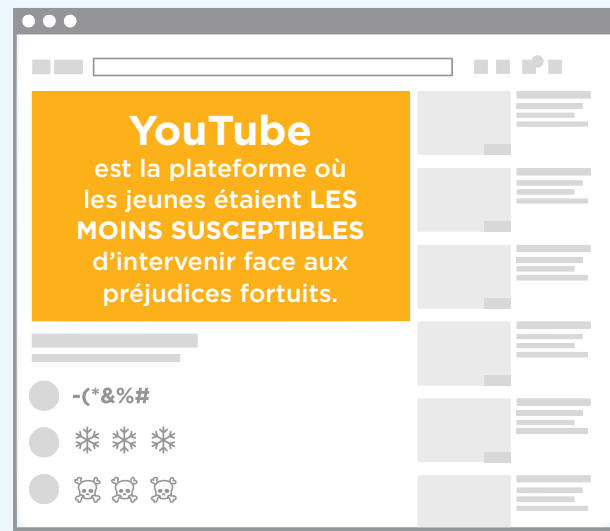 YouTube
est la plateforme où
les jeunes étaient LES
MOINS SUSCEPTIBLES
d’intervenir face aux
préjudices fortuits.
-(*&%#